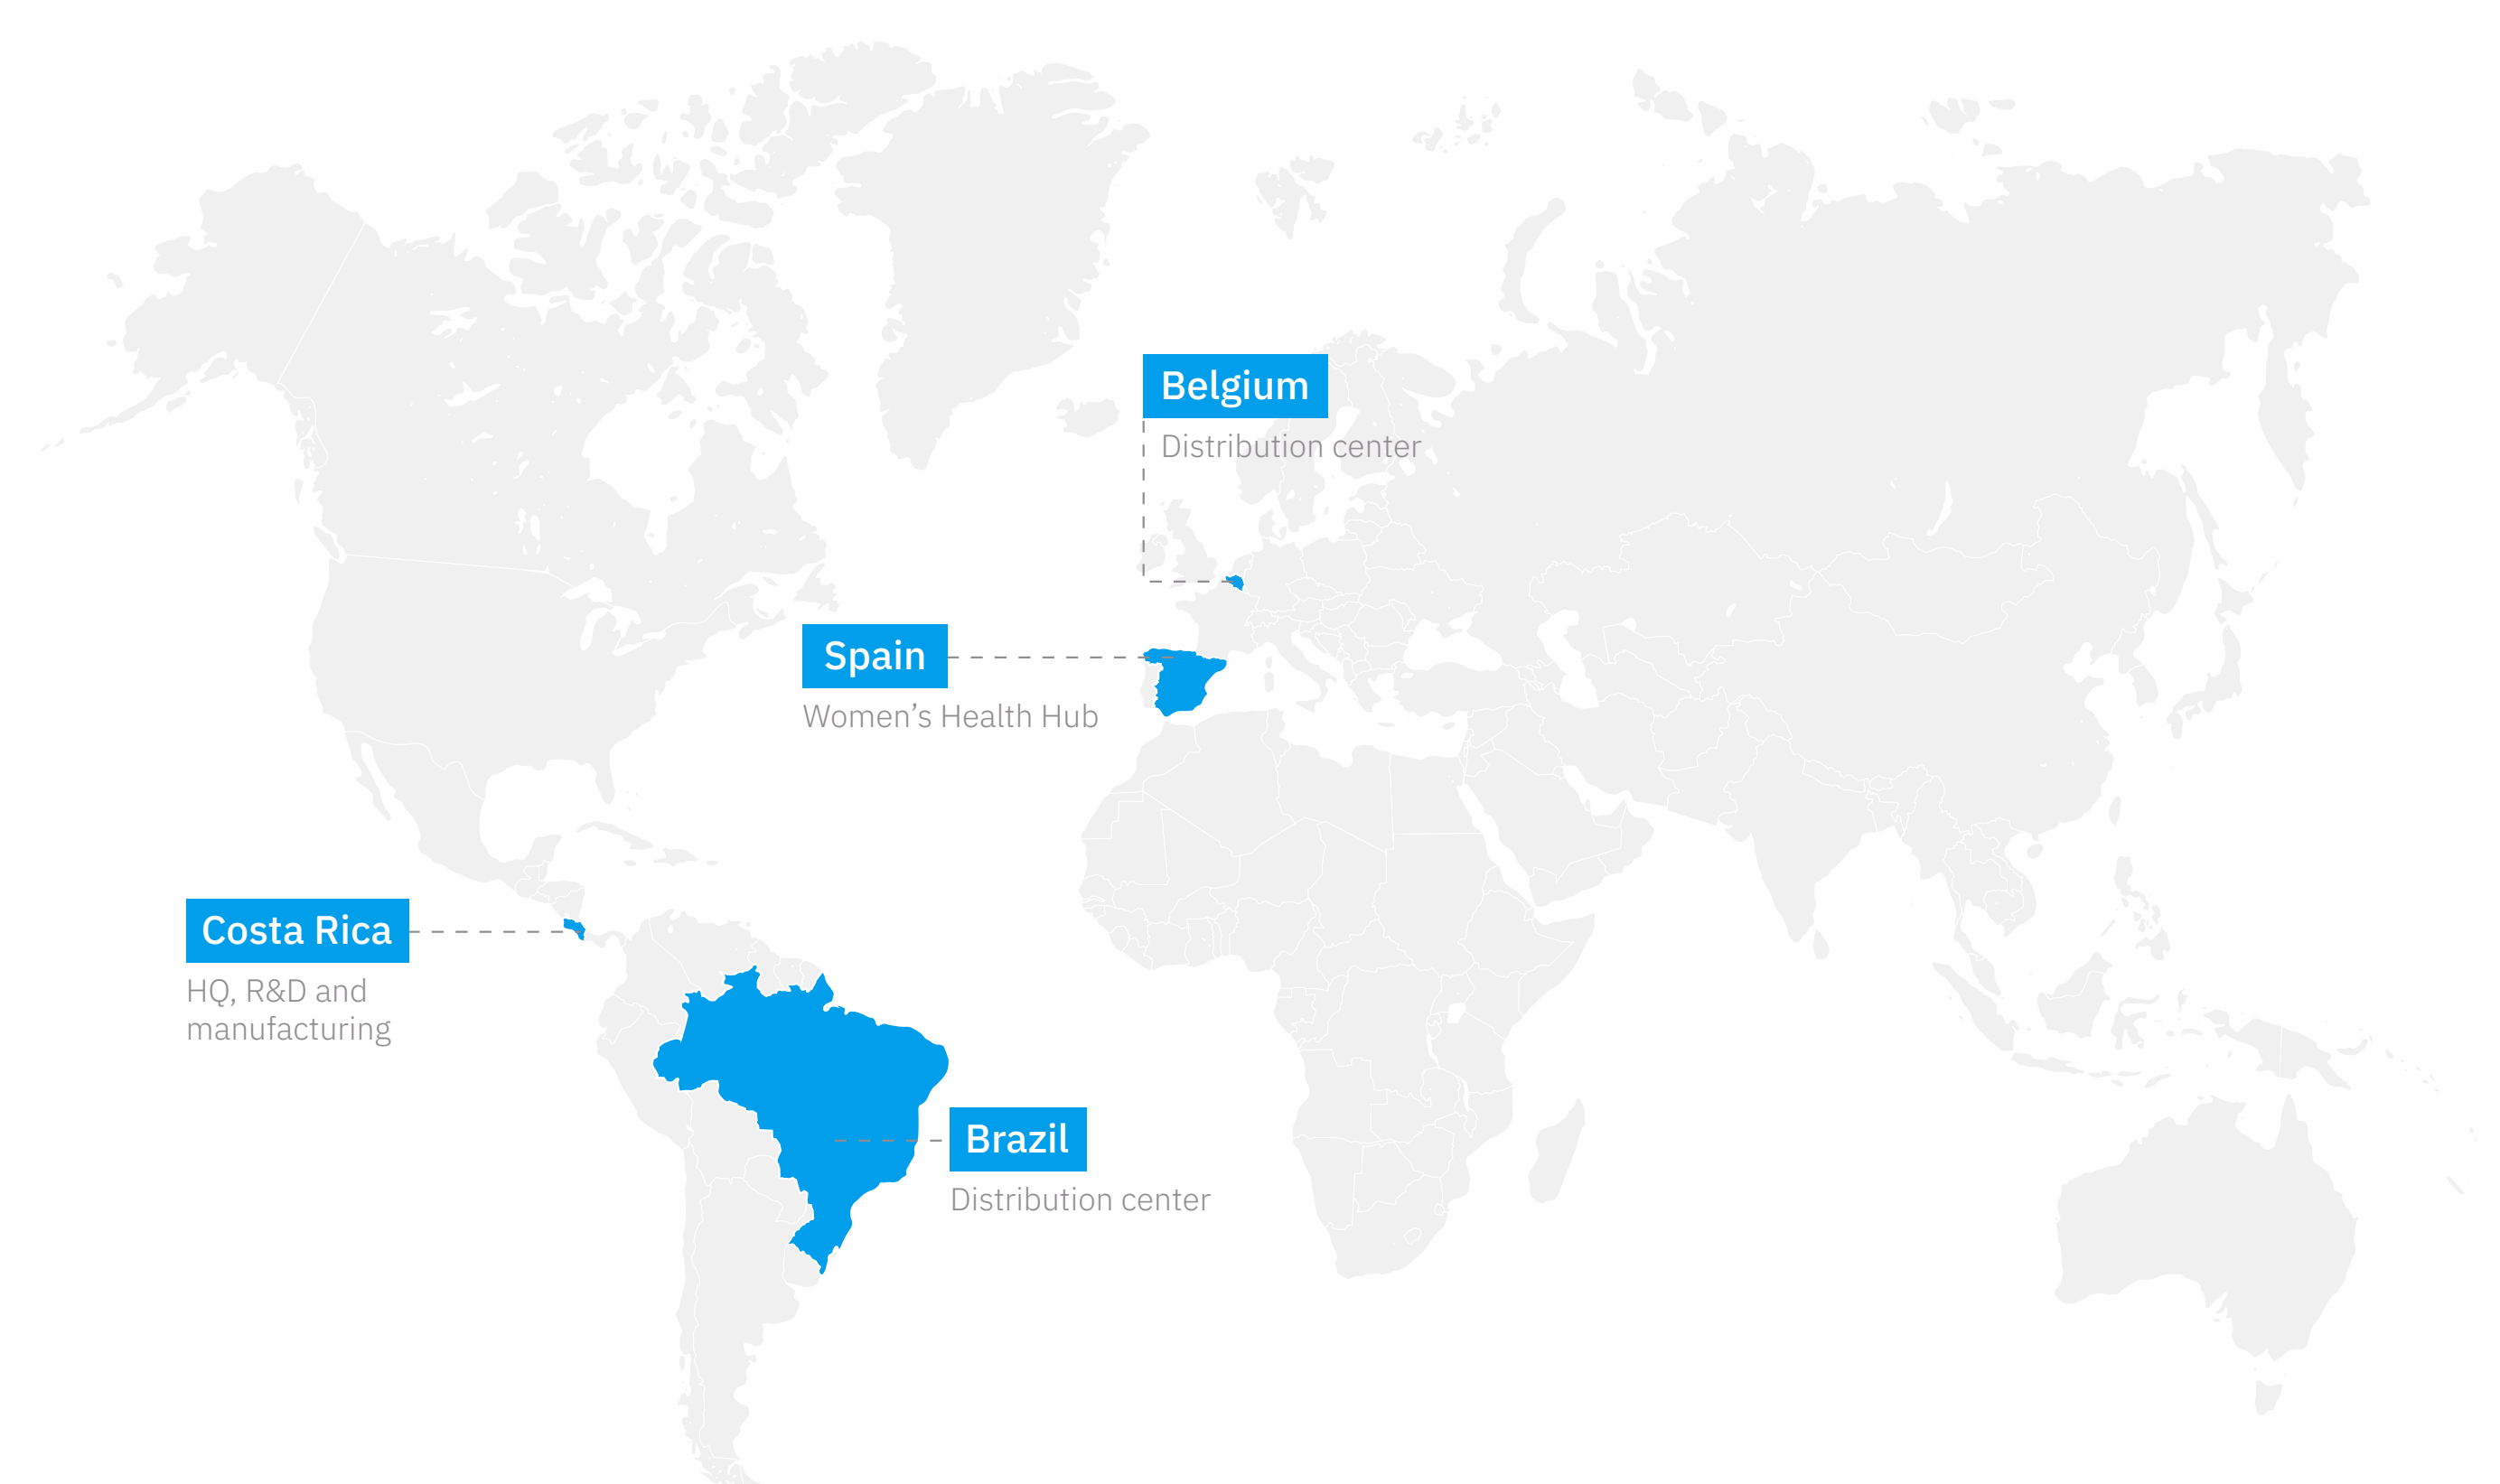 Belgium
Distribution center
Spain
Women’s Health Hub
Costa Rica
HQ, R&D and
manufacturing
Brazil
Distribution center